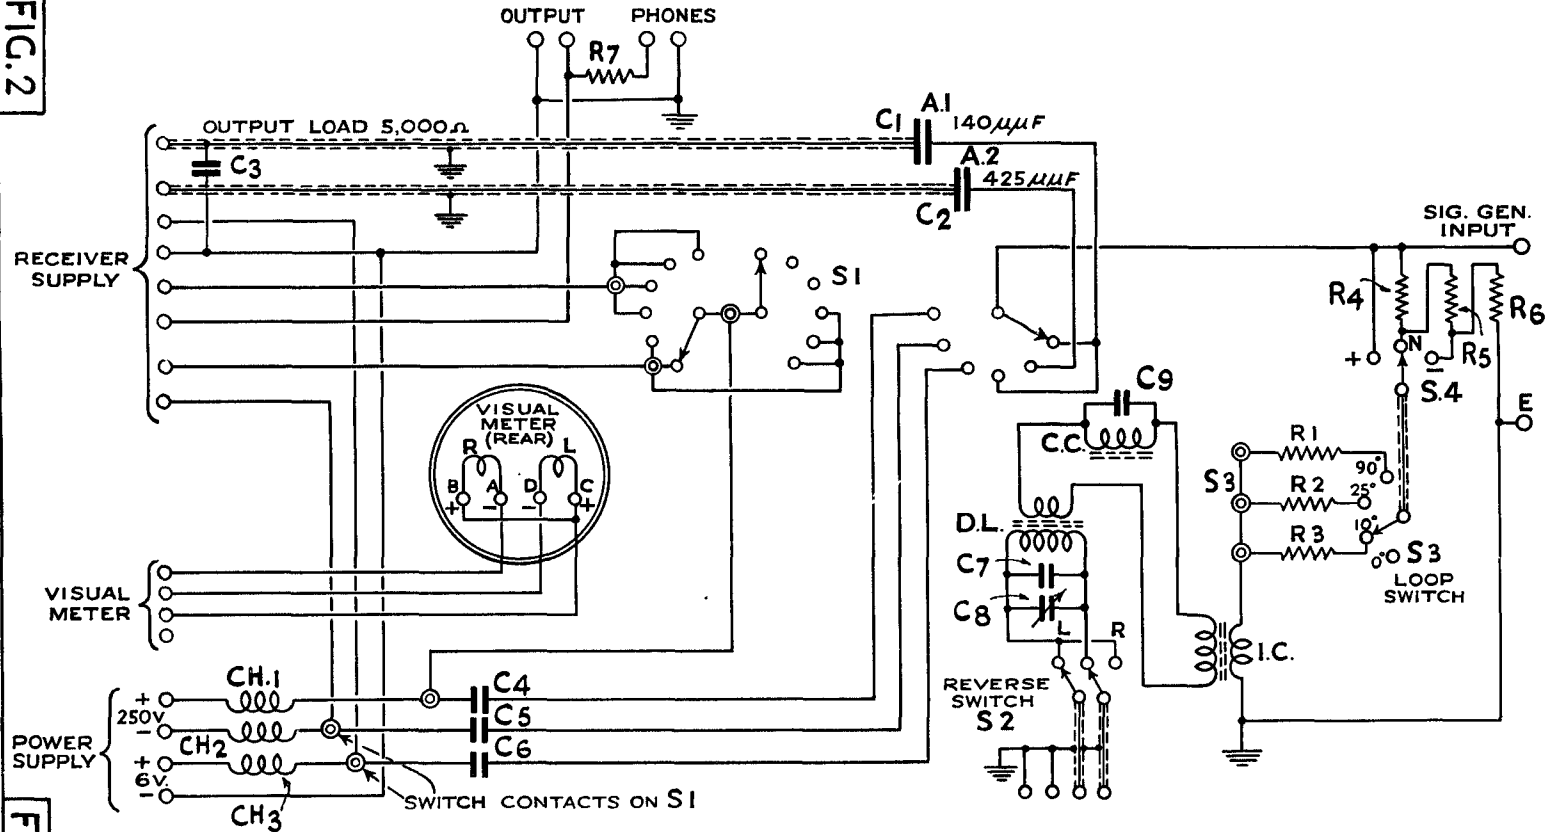 FIG.2
OUTPUT PHONES
R7
A.1
C1 140μμF
OUTPUT LOAD 5,000Ω
C3
A.2
425μμF
C2
SIG. GEN.
INPUT
RECEIVER
SUPPLY
S1
R4
R6
+ N − R5
S.4
E
C9
C.C.
VISUAL
METER
(REAR)
R L
B A D C
+ − − +
R1
90°
S3 R2 25°
10°
R3
0° S3
LOOP
SWITCH
D.L.
C7
C8
L R
I.C.
VISUAL
METER
REVERSE
SWITCH
S2
CH.1
C4
+
250V
−
C5
CH2
POWER
SUPPLY
C6
+
6V.
−
CH3
SWITCH CONTACTS ON S1